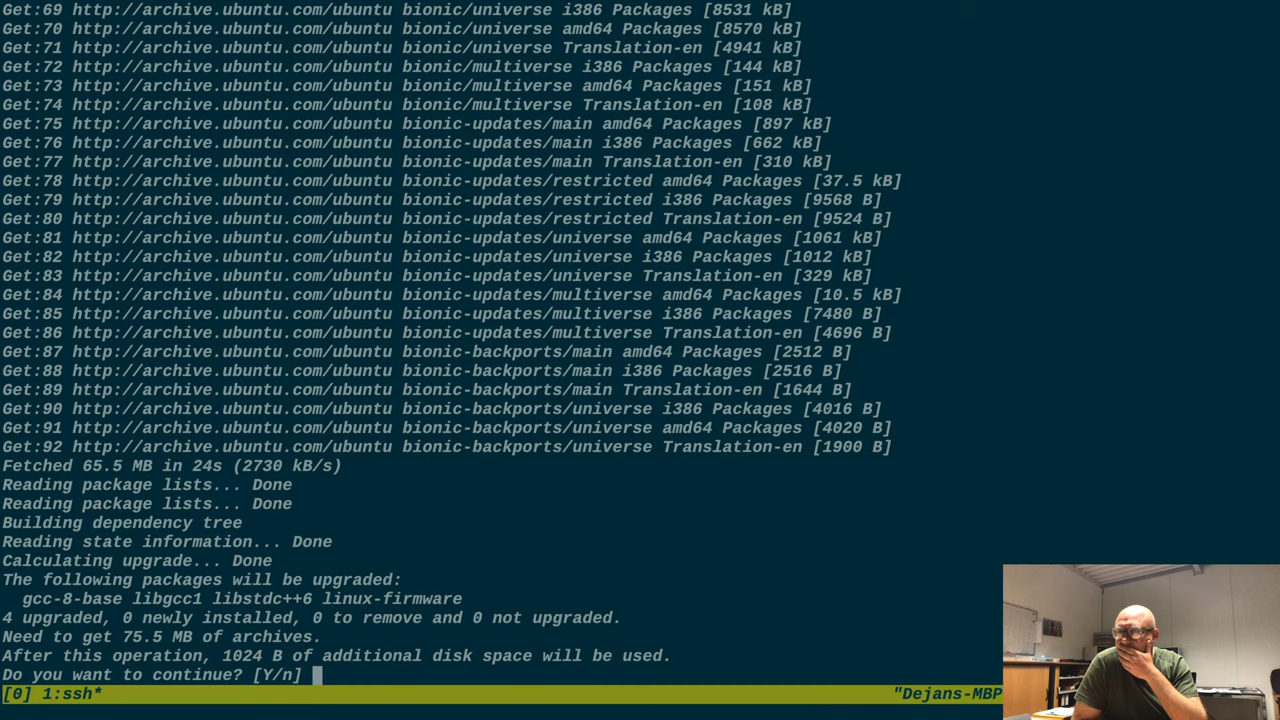 Get:69 http://archive.ubuntu.com/ubuntu bionic/universe i386 Packages [8531 kB]
Get:70 http://archive.ubuntu.com/ubuntu bionic/universe amd64 Packages [8570 kB]
Get:71 http://archive.ubuntu.com/ubuntu bionic/universe Translation-en [4941 kB]
Get:72 http://archive.ubuntu.com/ubuntu bionic/multiverse i386 Packages [144 kB]
Get:73 http://archive.ubuntu.com/ubuntu bionic/multiverse amd64 Packages [151 kB]
Get:74 http://archive.ubuntu.com/ubuntu bionic/multiverse Translation-en [108 kB]
Get:75 http://archive.ubuntu.com/ubuntu bionic-updates/main amd64 Packages [897 kB]
Get:76 http://archive.ubuntu.com/ubuntu bionic-updates/main i386 Packages [662 kB]
Get:77 http://archive.ubuntu.com/ubuntu bionic-updates/main Translation-en [310 kB]
Get:78 http://archive.ubuntu.com/ubuntu bionic-updates/restricted amd64 Packages [37.5 kB]
Get:79 http://archive.ubuntu.com/ubuntu bionic-updates/restricted i386 Packages [9568 B]
Get:80 http://archive.ubuntu.com/ubuntu bionic-updates/restricted Translation-en [9524 B]
Get:81 http://archive.ubuntu.com/ubuntu bionic-updates/universe amd64 Packages [1061 kB]
Get:82 http://archive.ubuntu.com/ubuntu bionic-updates/universe i386 Packages [1012 kB]
Get:83 http://archive.ubuntu.com/ubuntu bionic-updates/universe Translation-en [329 kB]
Get:84 http://archive.ubuntu.com/ubuntu bionic-updates/multiverse amd64 Packages [10.5 kB]
Get:85 http://archive.ubuntu.com/ubuntu bionic-updates/multiverse i386 Packages [7480 B]
Get:86 http://archive.ubuntu.com/ubuntu bionic-updates/multiverse Translation-en [4696 B]
Get:87 http://archive.ubuntu.com/ubuntu bionic-backports/main amd64 Packages [2512 B]
Get:88 http://archive.ubuntu.com/ubuntu bionic-backports/main i386 Packages [2516 B]
Get:89 http://archive.ubuntu.com/ubuntu bionic-backports/main Translation-en [1644 B]
Get:90 http://archive.ubuntu.com/ubuntu bionic-backports/universe i386 Packages [4016 B]
Get:91 http://archive.ubuntu.com/ubuntu bionic-backports/universe amd64 Packages [4020 B]
Get:92 http://archive.ubuntu.com/ubuntu bionic-backports/universe Translation-en [1900 B]
Fetched 65.5 MB in 24s (2730 kB/s)
Reading package lists... Done
Reading package lists... Done
Building dependency tree
Reading state information... Done
Calculating upgrade... Done
The following packages will be upgraded:
gcc-8-base libgcc1 libstdc++6 linux-firmware
4 upgraded, 0 newly installed, 0 to remove and 0 not upgraded.
Need to get 75.5 MB of archives.
After this operation, 1024 B of additional disk space will be used.
Do you want to continue? [Y/n]
[0] 1:ssh* "Dejans-MBP